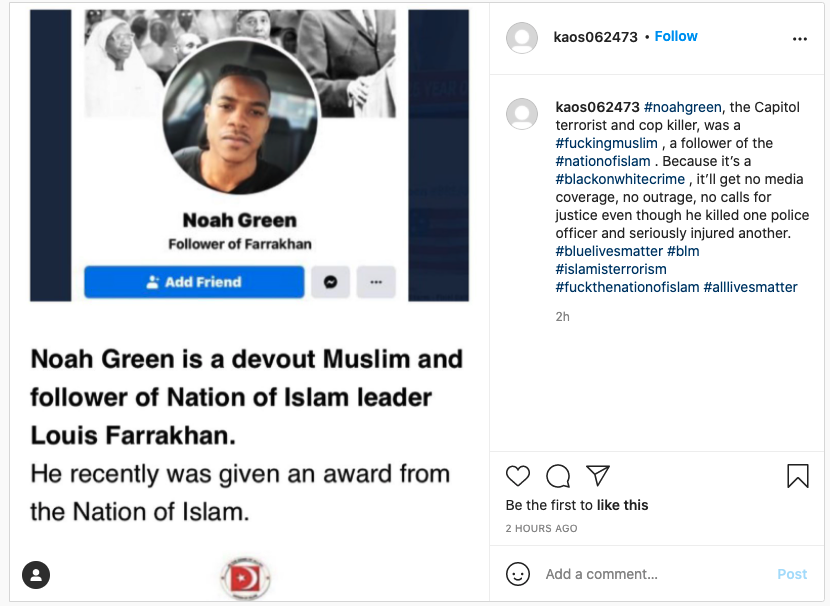 Noah Green
Follower of Farrakhan
Add Friend
Noah Green is a devout Muslim and
follower of Nation of Islam leader
Louis Farrakhan.
He recently was given an award from
the Nation of Islam.
kaos062473 • Follow
kaos062473 #noahgreen, the Capitol
terrorist and cop killer, was a
#fuckingmuslim , a follower of the
#nationofislam . Because it's a
#blackonwhitecrime , it'll get no media
coverage, no outrage, no calls for
justice even though he killed one police
officer and seriously injured another.
#bluelivesmatter #blm
#islamisterrorism
#fuckthenationofislam #alllivesmatter
2h
Be the first to like this
2 HOURS AGO
Add a comment...
Post